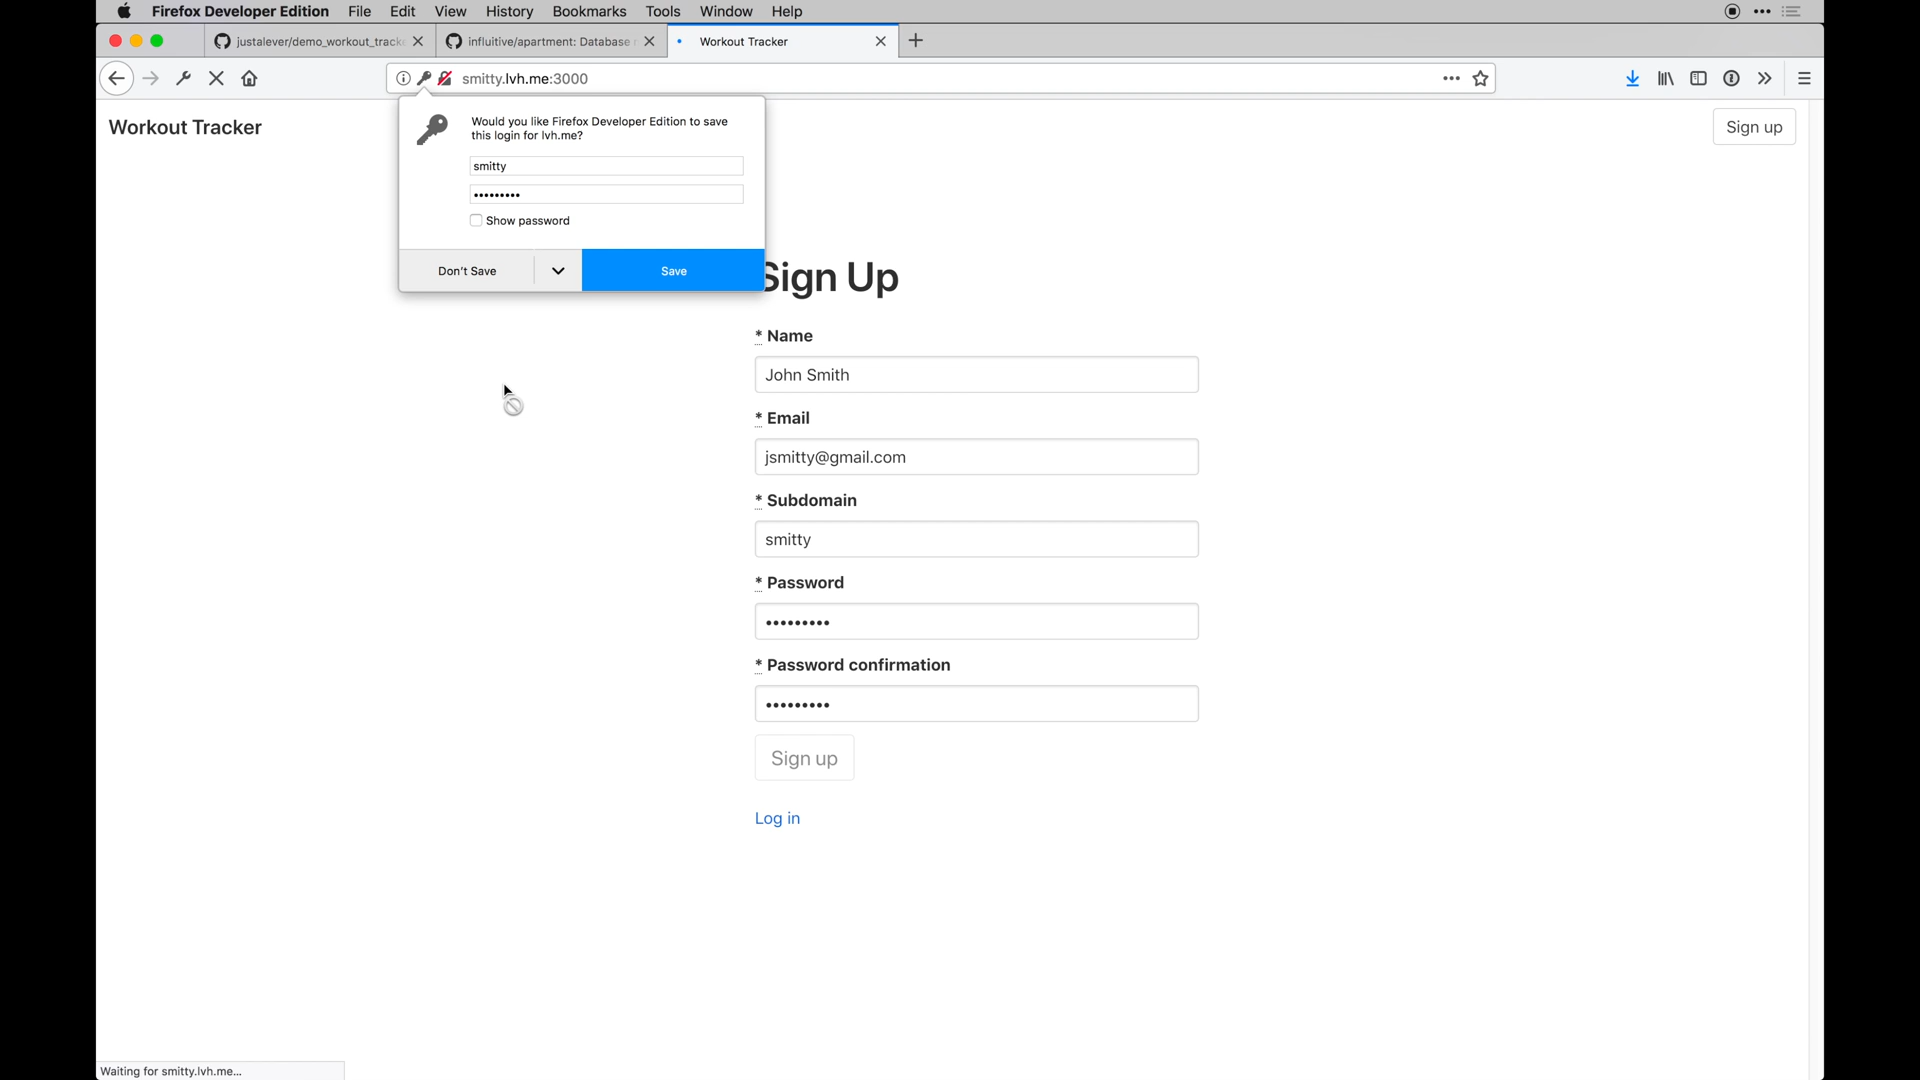 Firefox Developer Edition File Edit View History Bookmarks Tools Window Help
justalever/demo_workout_tracke influitive/apartment: Database Workout Tracker
smitty.lvh.me:3000
Workout Tracker
Sign up
Would you like Firefox Developer Edition to save
this login for lvh.me?
smitty
•••••••••
Show password
Don't Save
Save
Sign Up
* Name
John Smith
* Email
jsmitty@gmail.com
* Subdomain
smitty
* Password
•••••••••
* Password confirmation
•••••••••
Sign up
Log in
Waiting for smitty.lvh.me...